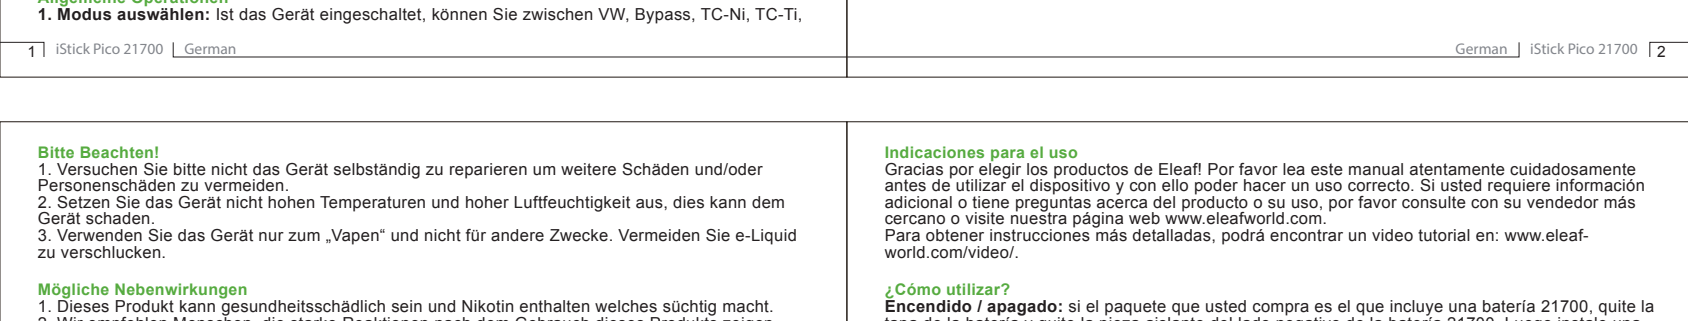 1. Modus auswählen: Ist das Gerät eingeschaltet, können Sie zwischen VW, Bypass, TC-Ni, TC-Ti,
1 iStick Pico 21700 | German
German | iStick Pico 21700 2
Bitte Beachten!
1. Versuchen Sie bitte nicht das Gerät selbständig zu reparieren um weitere Schäden und/oder
Personenschäden zu vermeiden.
2. Setzen Sie das Gerät nicht hohen Temperaturen und hoher Luftfeuchtigkeit aus, dies kann dem
Gerät schaden.
3. Verwenden Sie das Gerät nur zum „Vapen“ und nicht für andere Zwecke. Vermeiden Sie e-Liquid
zu verschlucken.
Mögliche Nebenwirkungen
1. Dieses Produkt kann gesundheitsschädlich sein und Nikotin enthalten welches süchtig macht.
Indicaciones para el uso
Gracias por elegir los productos de Eleaf! Por favor lea este manual atentamente cuidadosamente
antes de utilizar el dispositivo y con ello poder hacer un uso correcto. Si usted requiere información
adicional o tiene preguntas acerca del producto o su uso, por favor consulte con su vendedor más
cercano o visite nuestra página web www.eleafworld.com.
Para obtener instrucciones más detalladas, podrá encontrar un video tutorial en: www.eleaf-
world.com/video/.
¿Cómo utilizar?
Encendido / apagado: si el paquete que usted compra es el que incluye una batería 21700, quite la